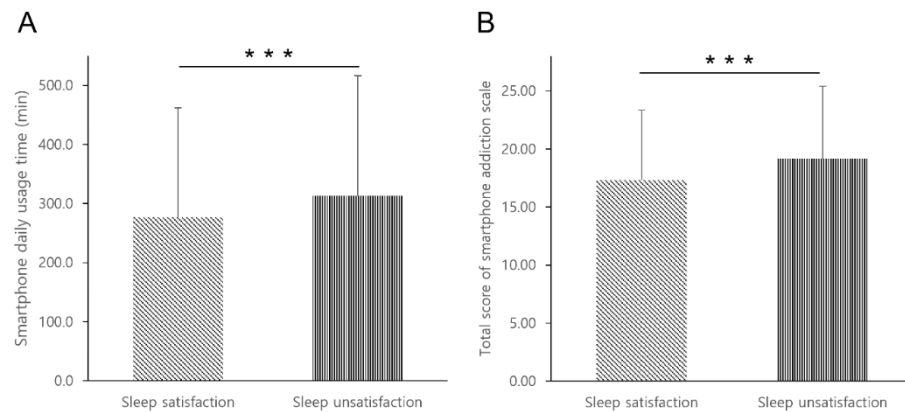 A
* * *
Smartphone daily usage time (min)
500.0
400.0
300.0
200.0
100.0
0.0
Sleep satisfaction
Sleep unsatisfaction
B
* * *
Total score of smartphone addiction scale
25.00
20.00
15.00
10.00
5.00
0.00
Sleep satisfaction
Sleep unsatisfaction